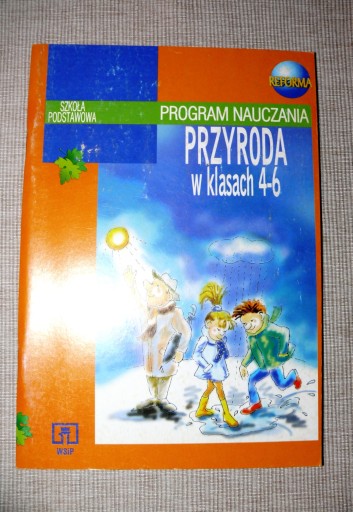 REFORMA
SZKOŁA
PODSTAWOWA
PROGRAM NAUCZANIA
PRZYRODA
w klasach 4-6
WSiP